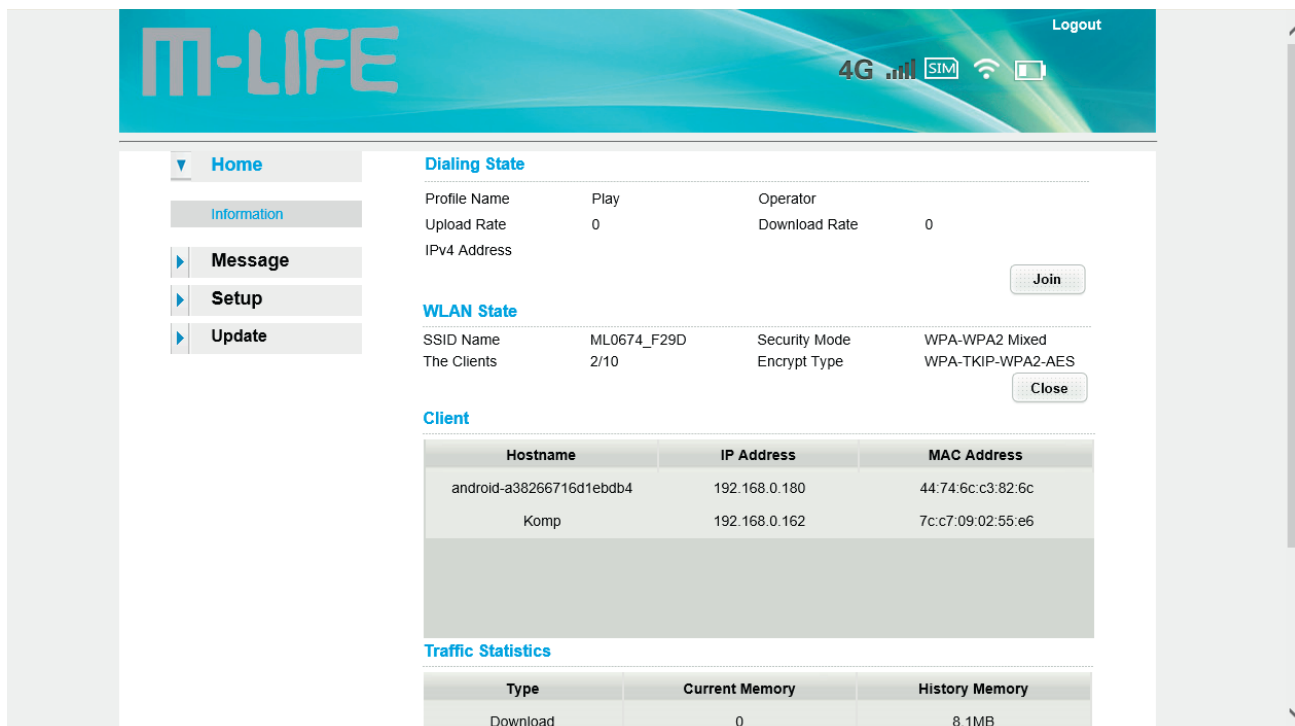 Logout
M-LIFE
4G SIM
Home
Information
Message
Setup
Update
Dialing State
Profile Name Play Operator
Upload Rate 0 Download Rate 0
IPv4 Address
Join
WLAN State
SSID Name ML0674_F29D Security Mode WPA-WPA2 Mixed
The Clients 2/10 Encrypt Type WPA-TKIP-WPA2-AES
Close
Client
Hostname IP Address MAC Address
android-a38266716d1ebdb4 192.168.0.180 44:74:6c:c3:82:6c
Komp 192.168.0.162 7c:c7:09:02:55:e6
Traffic Statistics
Type Current Memory History Memory
Download 0 8.1MB